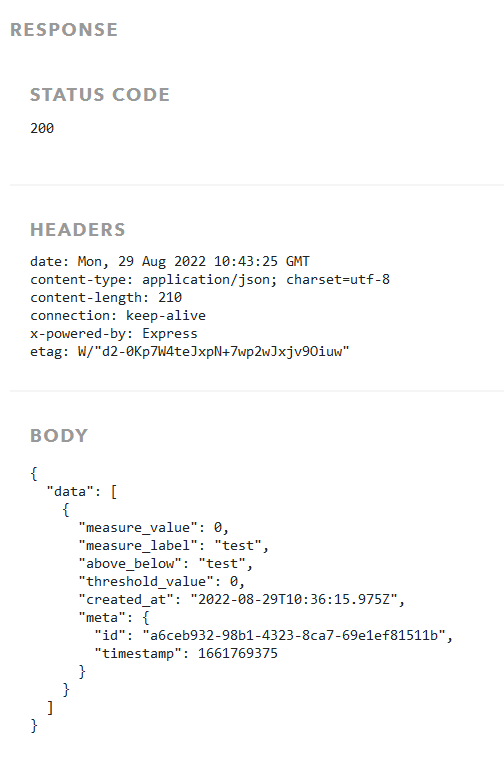 RESPONSE
STATUS CODE
200
HEADERS
date: Mon, 29 Aug 2022 10:43:25 GMT
content-type: application/json; charset=utf-8
content-length: 210
connection: keep-alive
x-powered-by: Express
etag: W/"d2-0Kp7W4teJxpN+7wp2wJxjv9Oiuw"
BODY
{
  "data": [
    {
      "measure_value": 0,
      "measure_label": "test",
      "above_below": "test",
      "threshold_value": 0,
      "created_at": "2022-08-29T10:36:15.975Z",
      "meta": {
        "id": "a6ceb932-98b1-4323-8ca7-69e1ef81511b",
        "timestamp": 1661769375
      }
    }
  ]
}